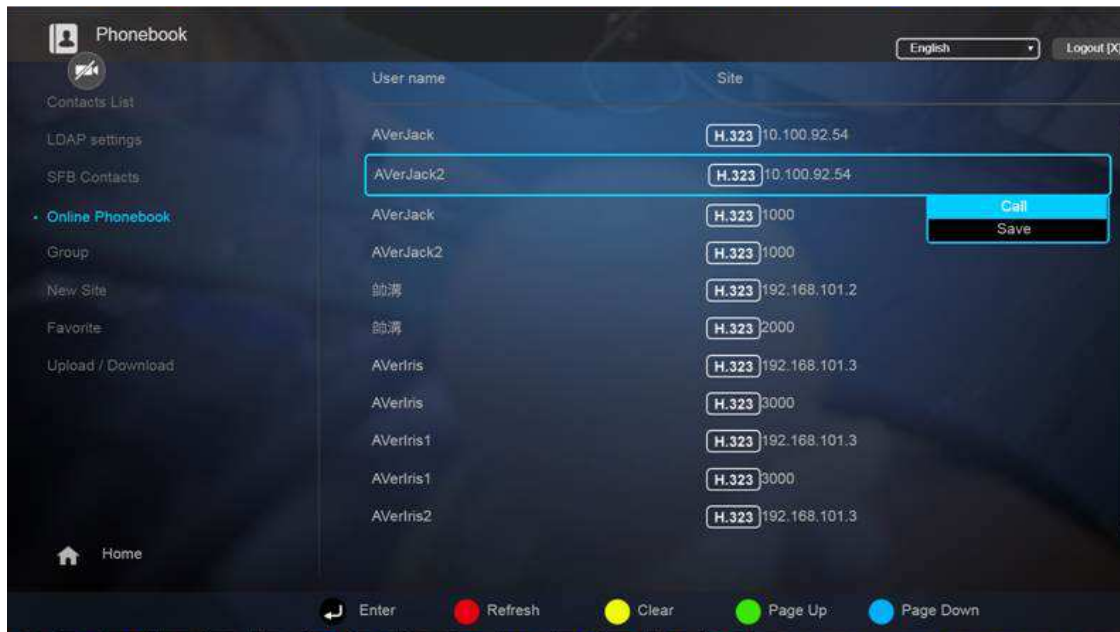 Phonebook
English
Logout [X]
User name Site
Contacts List
LDAP settings
SFB Contacts
Online Phonebook
Group
New Site
Favorite
Upload / Download
AVerJack H.323 10.100.92.54
AVerJack2 H.323 10.100.92.54
Call
Save
AVerJack H.323 1000
AVerJack2 H.323 1000
帥溝 H.323 192.168.101.2
帥溝 H.323 2000
AVerIris H.323 192.168.101.3
AVerIris H.323 3000
AVerIris1 H.323 192.168.101.3
AVerIris1 H.323 3000
AVerIris2 H.323 192.168.101.3
Home
Enter Refresh Clear Page Up Page Down